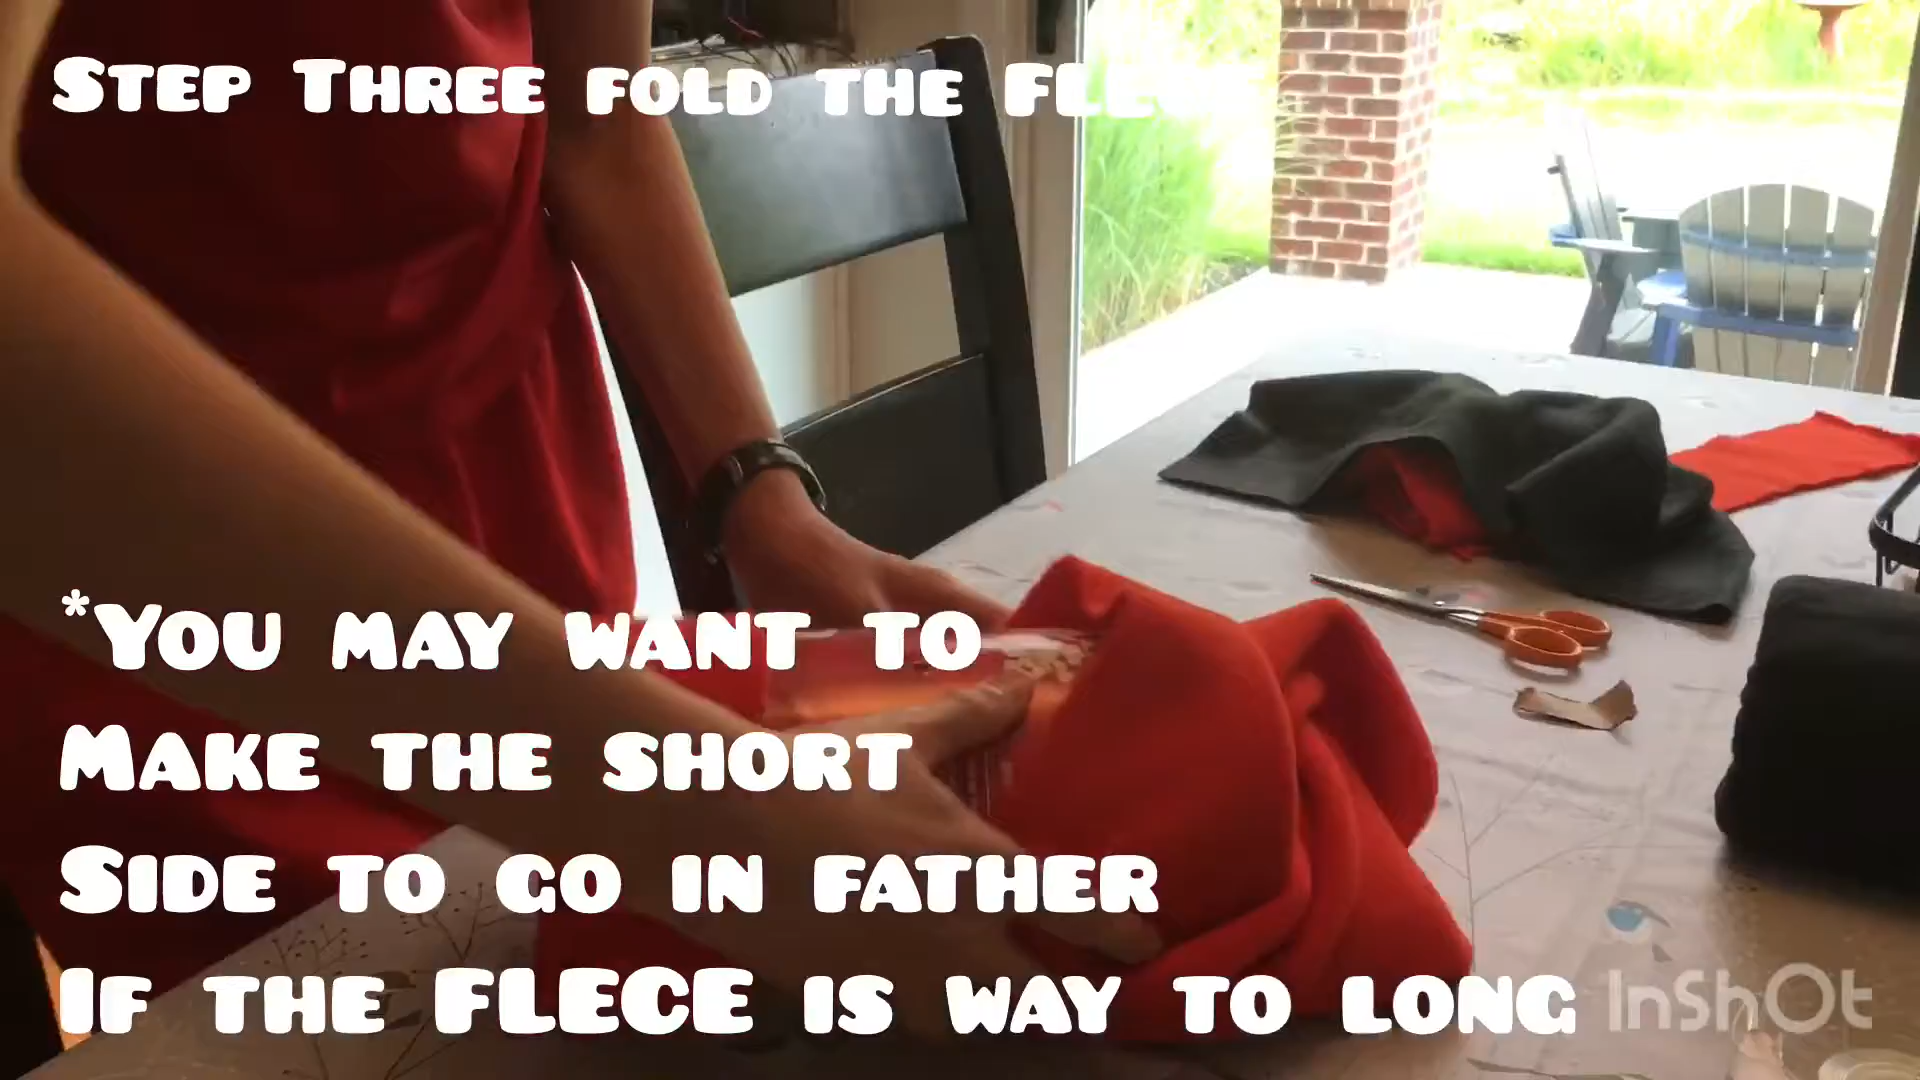 Step Three fold the
*You may want to
Make the short
Side to go in father
If the FLECE is way to long
InShOt